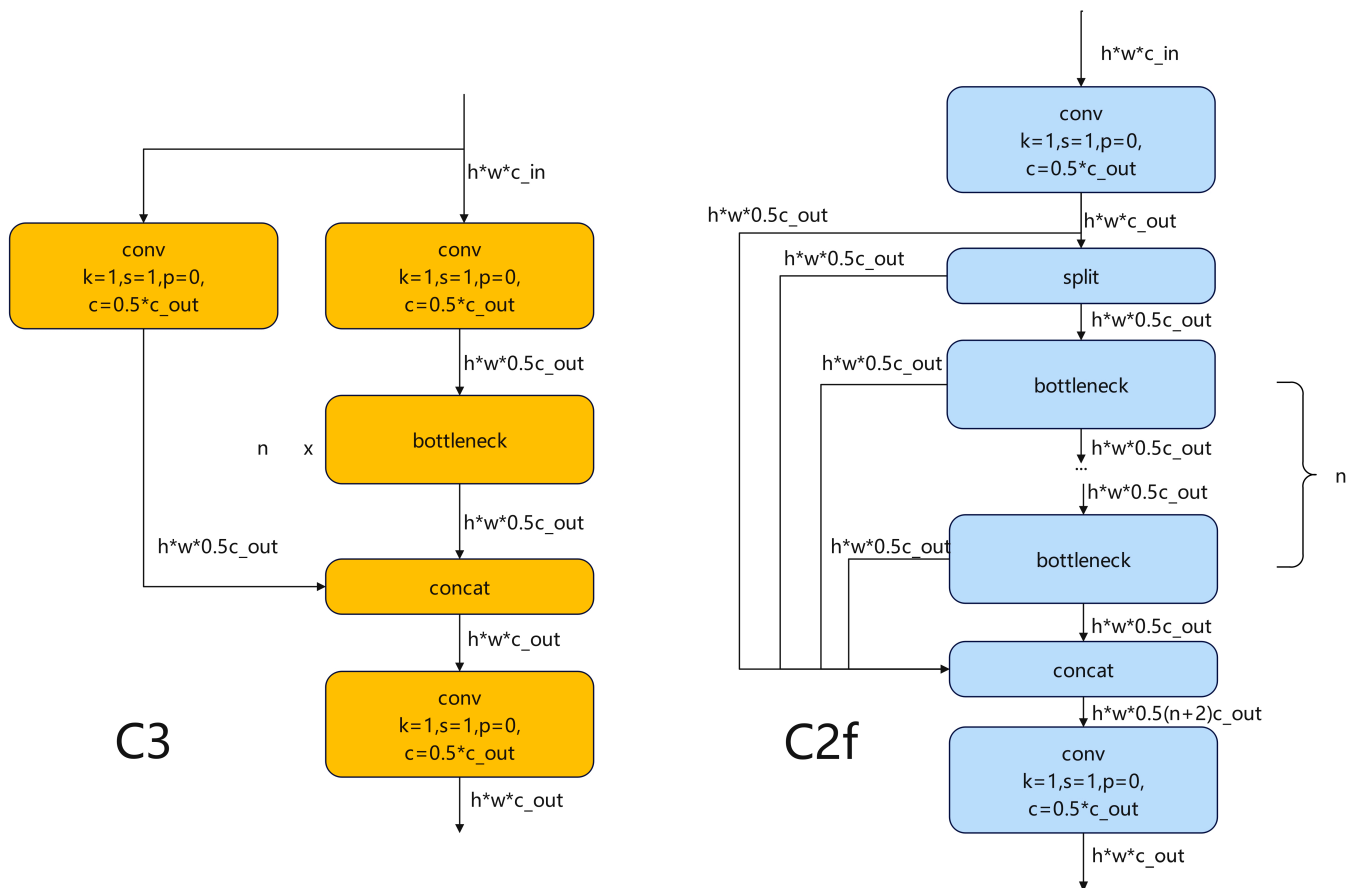 h*w*c_in
conv
k=1,s=1,p=0,
c=0.5*c_out
conv
k=1,s=1,p=0,
c=0.5*c_out
h*w*0.5c_out
n x
bottleneck
h*w*0.5c_out
h*w*0.5c_out
concat
h*w*c_out
conv
k=1,s=1,p=0,
c=0.5*c_out
h*w*c_out
C3
h*w*c_in
conv
k=1,s=1,p=0,
c=0.5*c_out
h*w*0.5c_out
h*w*c_out
h*w*0.5c_out
split
h*w*0.5c_out
h*w*0.5c_out
bottleneck
h*w*0.5c_out
...
h*w*0.5c_out
n
h*w*0.5c_out
bottleneck
h*w*0.5c_out
concat
h*w*0.5(n+2)c_out
conv
k=1,s=1,p=0,
c=0.5*c_out
h*w*c_out
C2f